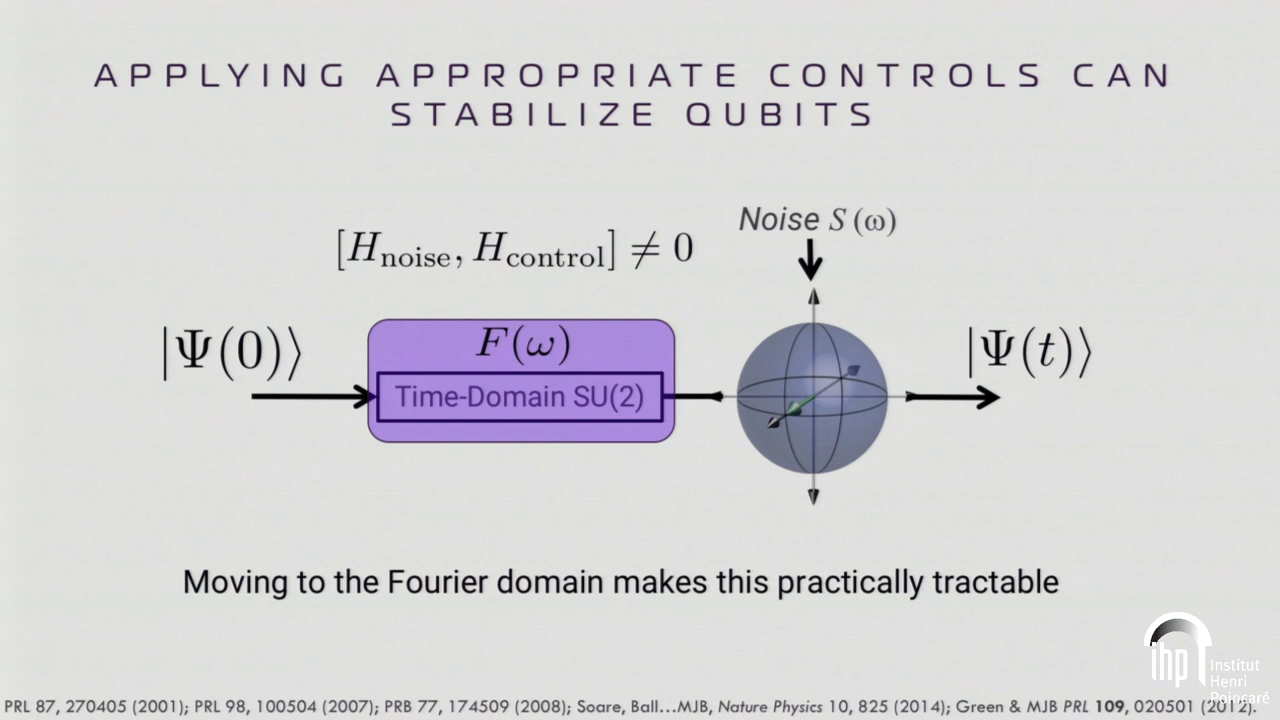 APPLYING APPROPRIATE CONTROLS CAN
STABILIZE QUBITS
Noise S (ω)
[H_noise, H_control] ≠ 0
F(ω)
|Ψ(0)⟩
|Ψ(t)⟩
Time-Domain SU(2)
Moving to the Fourier domain makes this practically tractable
ihp Institut
Henri
Poincaré
PRL 87, 270405 (2001); PRL 98, 100504 (2007); PRB 77, 174509 (2008); Soare, Ball...MJB, Nature Physics 10, 825 (2014); Green & MJB PRL 109, 020501 (2012).